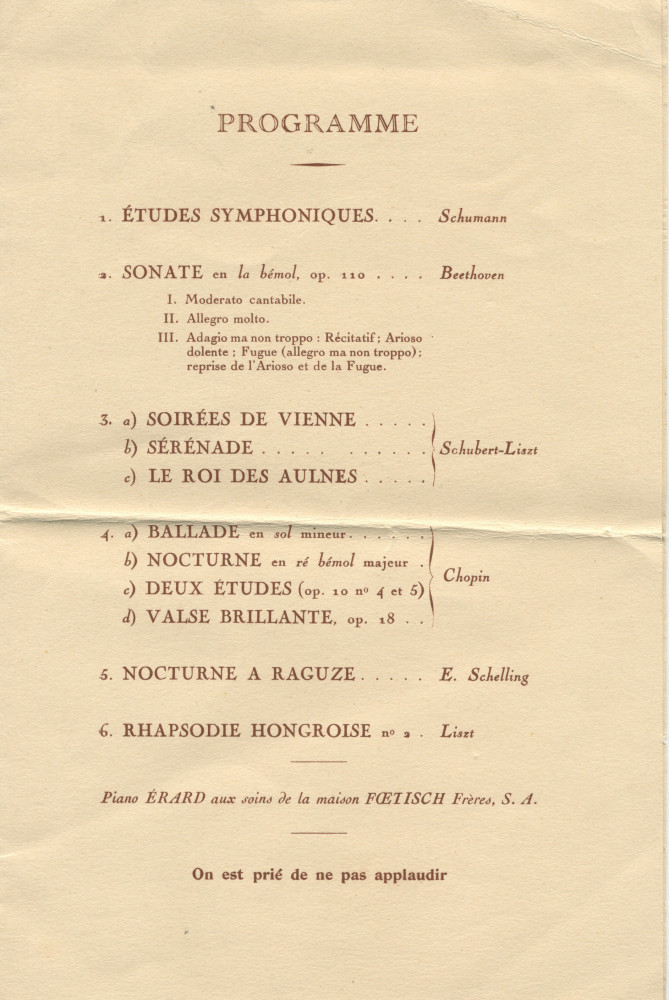 PROGRAMME
1. ÉTUDES SYMPHONIQUES. . . . Schumann
2. SONATE en la bémol, op. 110 . . . . Beethoven
I. Moderato cantabile.
II. Allegro molto.
III. Adagio ma non troppo : Récitatif ; Arioso
dolente ; Fugue (allegro ma non troppo) ;
reprise de l'Arioso et de la Fugue.
3. a) SOIRÉES DE VIENNE . . . . .
b) SÉRÉNADE . . . . . . . . . . . Schubert-Liszt
c) LE ROI DES AULNES . . . . .
4. a) BALLADE en sol mineur. . . . . .
b) NOCTURNE en ré bémol majeur .
Chopin
c) DEUX ÉTUDES (op. 10 nº 4 et 5)
d) VALSE BRILLANTE, op. 18 . .
5. NOCTURNE A RAGUZE . . . . . E. Schelling
6. RHAPSODIE HONGROISE nº 2 . Liszt
Piano ÉRARD aux soins de la maison FŒTISCH Frères, S. A.
On est prié de ne pas applaudir